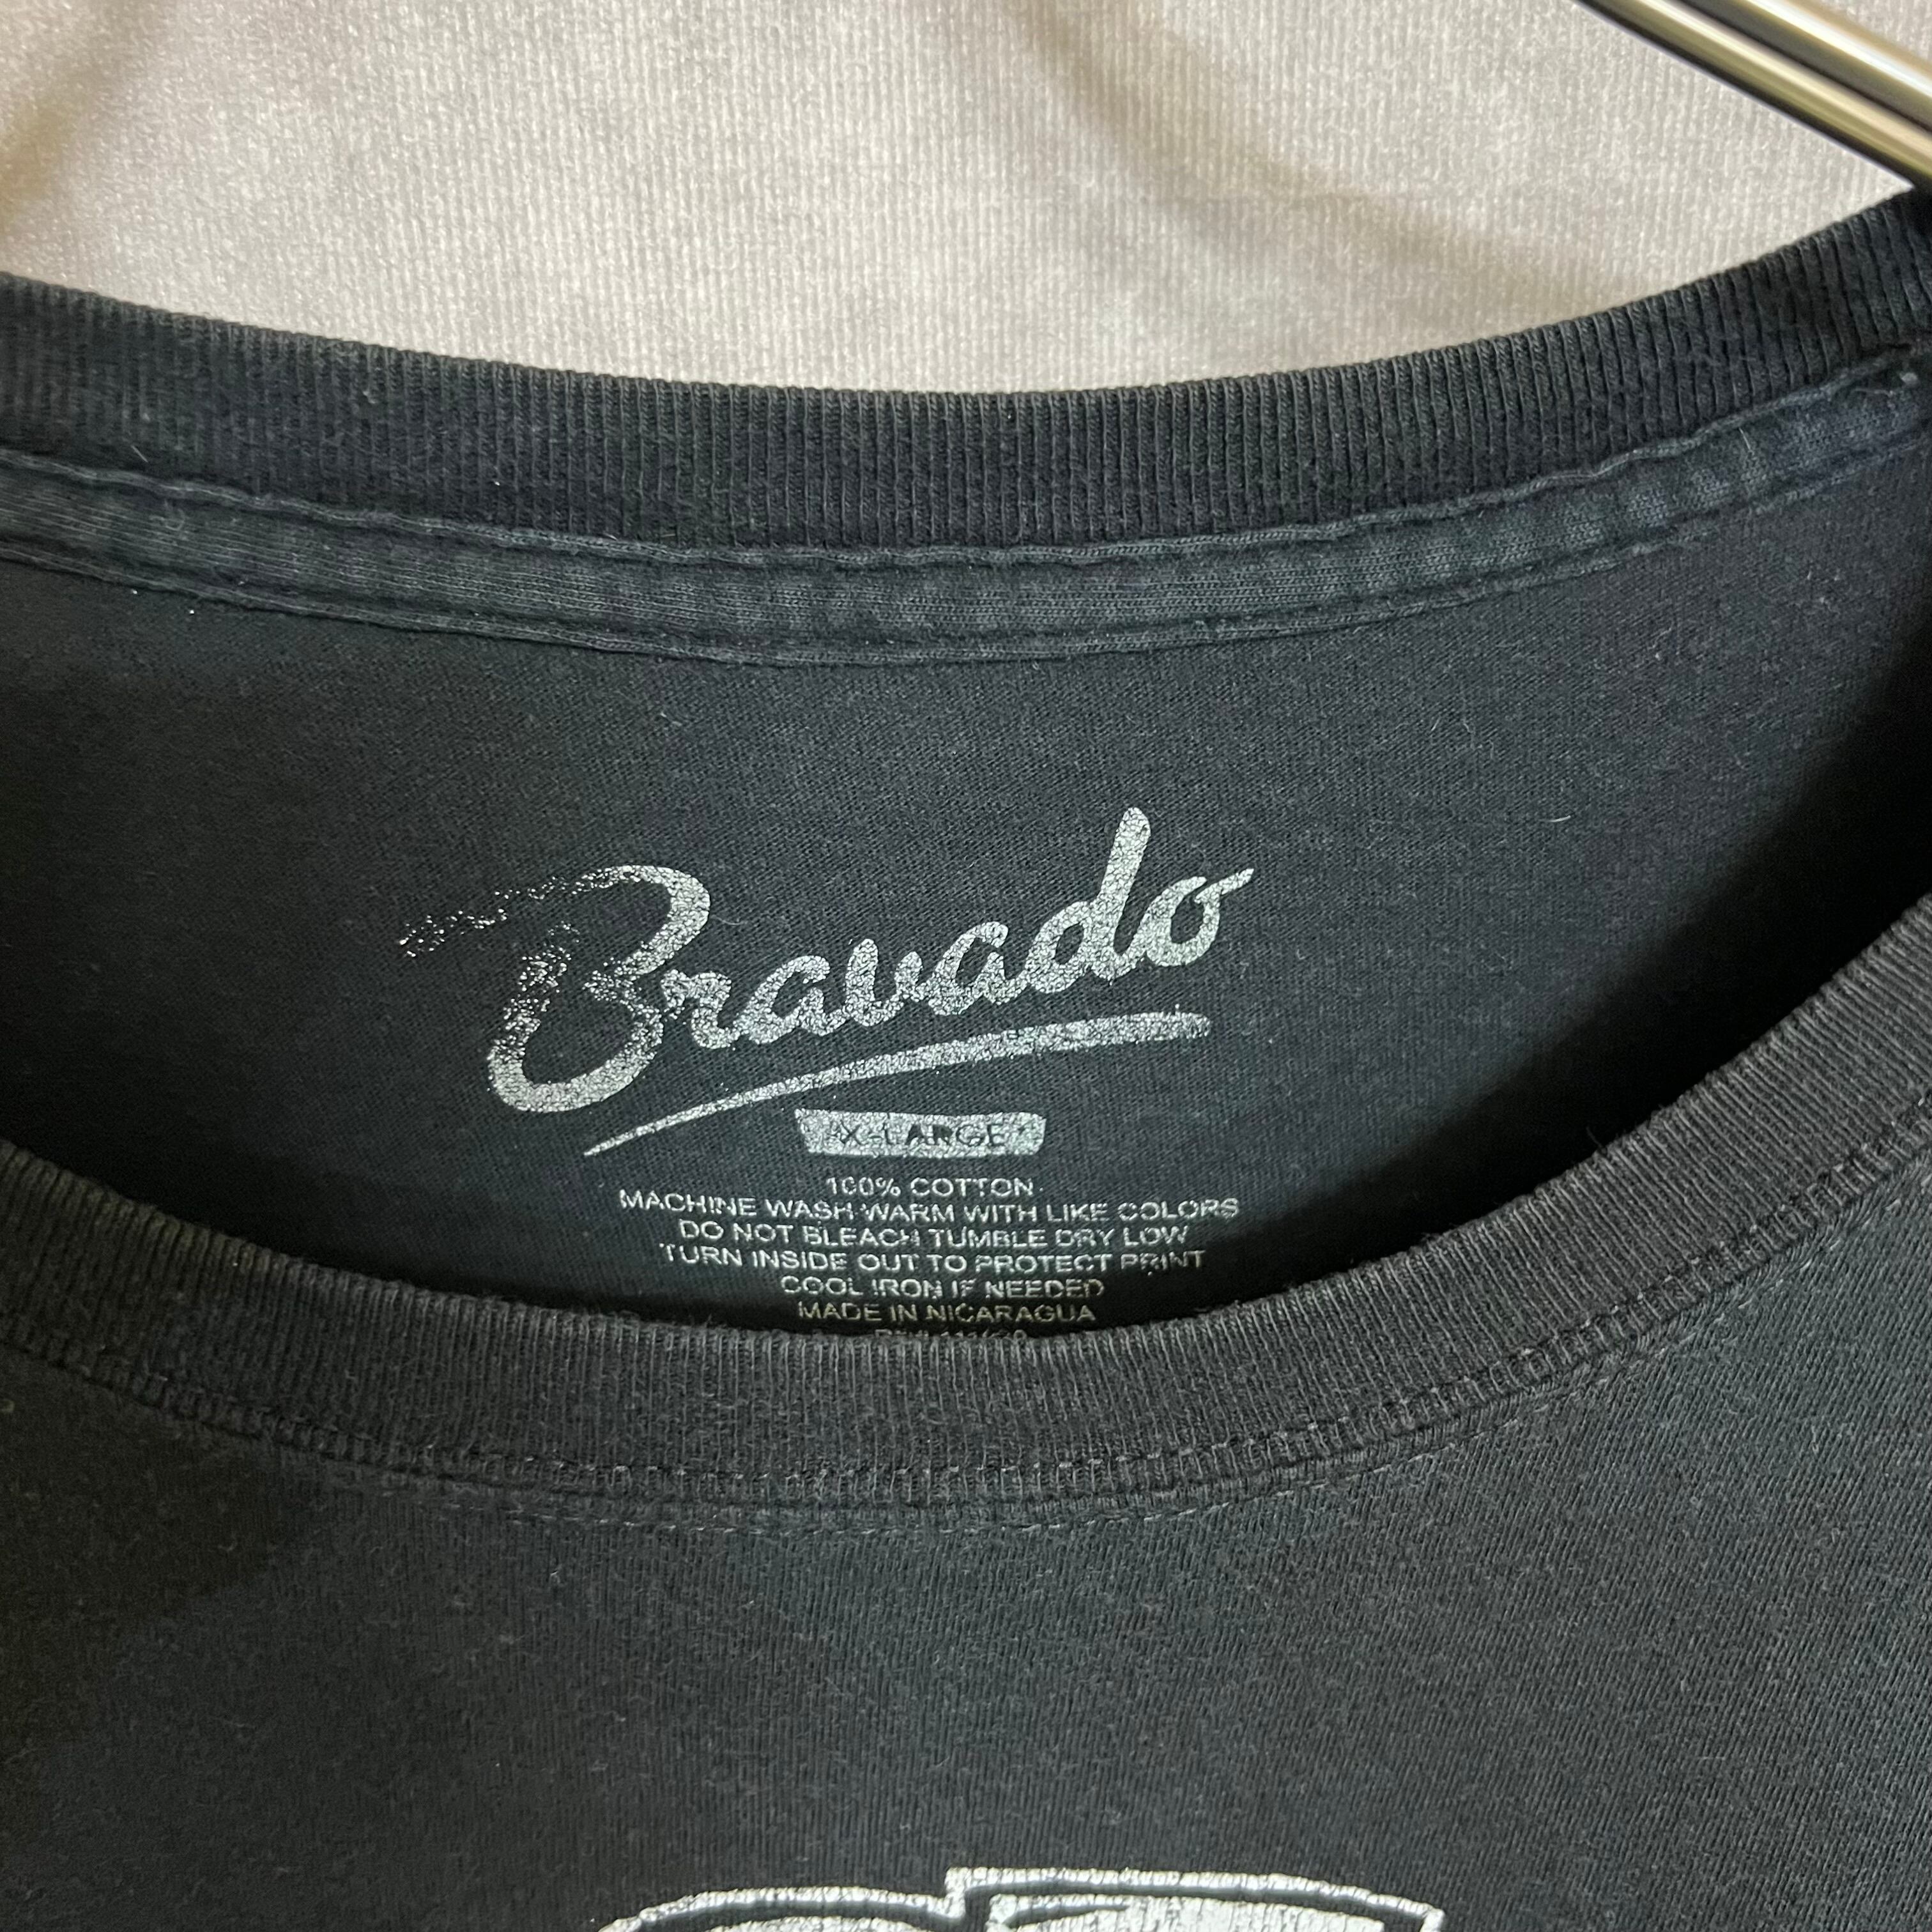 Bravado
X-LARGE
100% COTTON
MACHINE WASH WARM WITH LIKE COLORS
DO NOT BLEACH TUMBLE DRY LOW
TURN INSIDE OUT TO PROTECT PRINT
COOL IRON IF NEEDED
MADE IN NICARAGUA